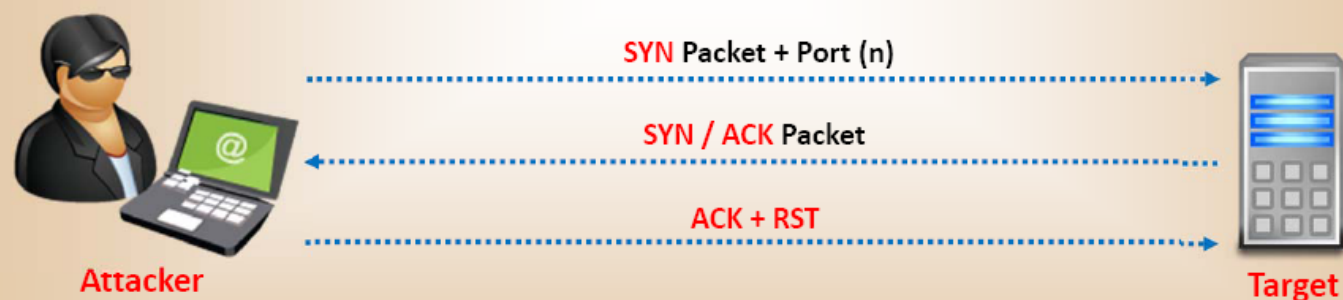 SYN Packet + Port (n)
@
SYN / ACK Packet
ACK + RST
Attacker
Target